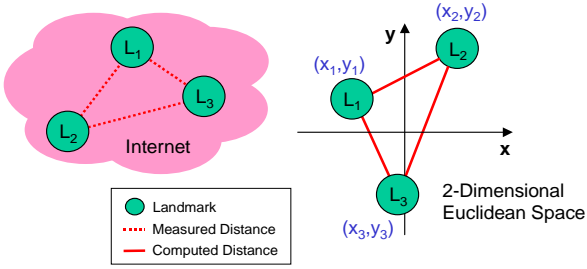 L1
L2
L3
Internet
Landmark
Measured Distance
Computed Distance
(x2,y2)
y
L2
(x1,y1)
L1
x
L3
(x3,y3)
2-Dimensional
Euclidean Space